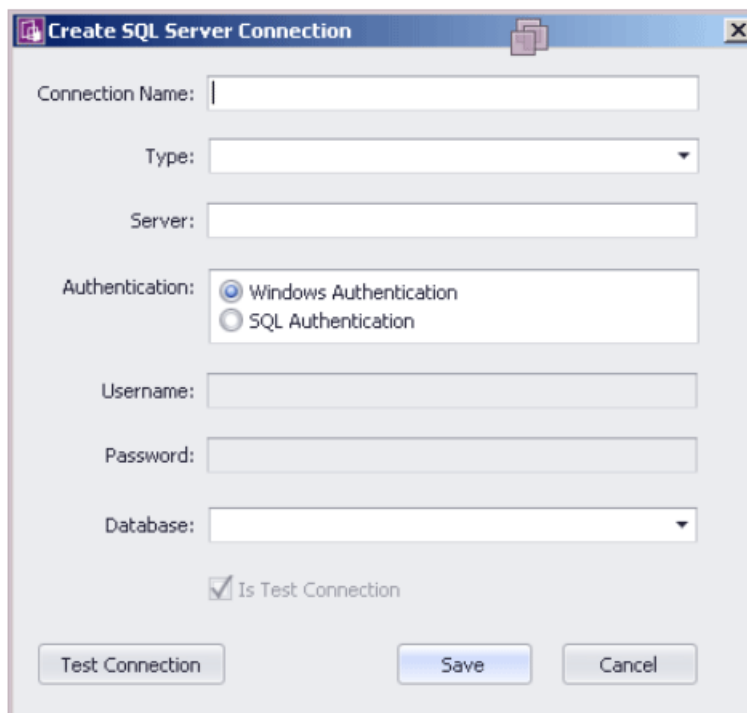 Create SQL Server Connection
Connection Name:
Type:
Server:
Authentication:
Windows Authentication
SQL Authentication
Username:
Password:
Database:
Is Test Connection
Test Connection
Save
Cancel